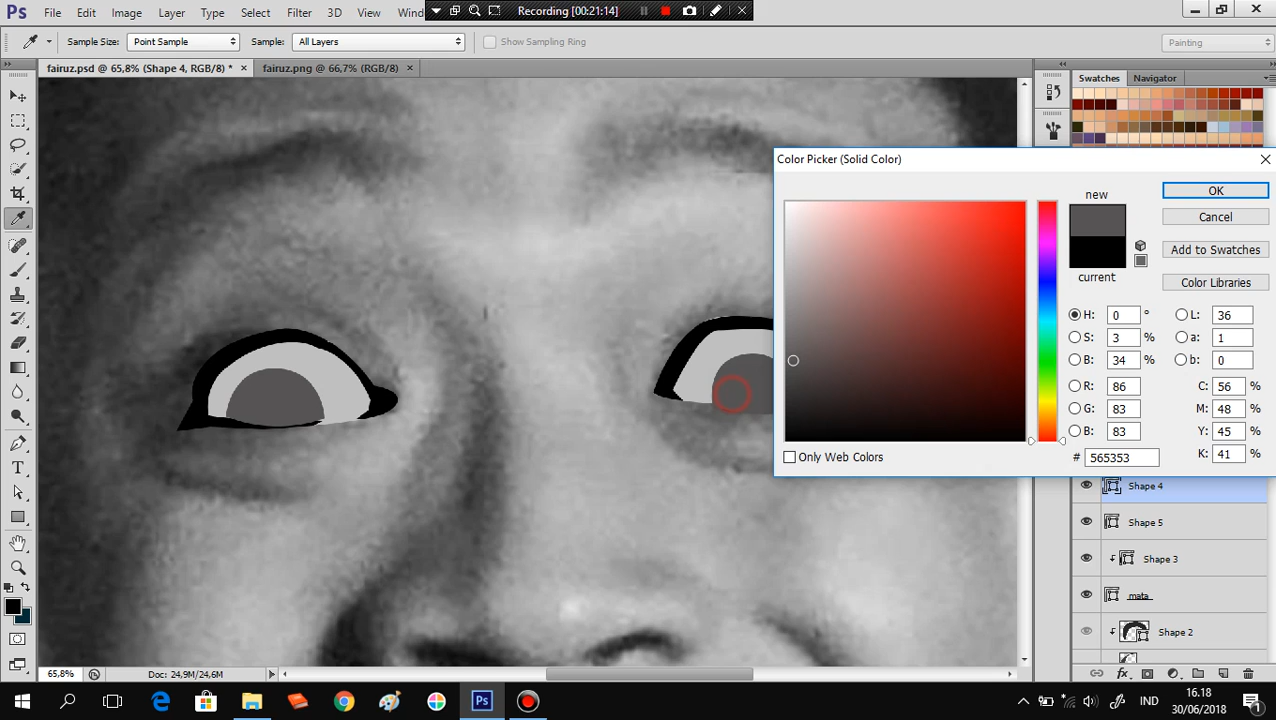 Ps File Edit Image Layer Type Select Filter 3D View Wind
Recording [00:21:14]
Sample Size: Point Sample Sample: All Layers Show Sampling Ring Painting
fairuz.psd @ 65,8% (Shape 4, RGB/8) * × fairuz.png @ 66,7% (RGB/8) ×
Swatches Navigator
Color Picker (Solid Color)
new
current
OK
Cancel
Add to Swatches
Color Libraries
H: 0 ° L: 36
S: 3 % a: 1
B: 34 % b: 0
R: 86 C: 56 %
G: 83 M: 48 %
B: 83 Y: 45 %
# 565353 K: 41 %
Only Web Colors
Shape 4
Shape 5
Shape 3
mata
Shape 2
65,8% Doc: 24,9M/24,6M
IND
16.18
30/06/2018